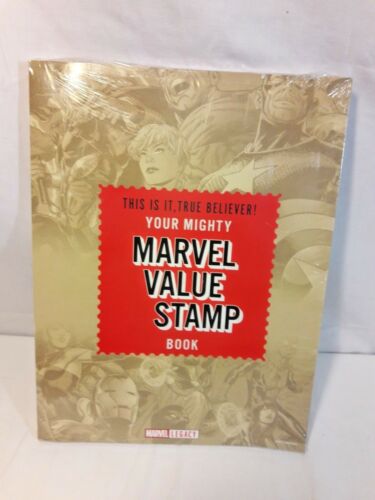 THIS IS IT, TRUE BELIEVER!
YOUR MIGHTY
MARVEL
VALUE
STAMP
BOOK
MARVEL LEGACY